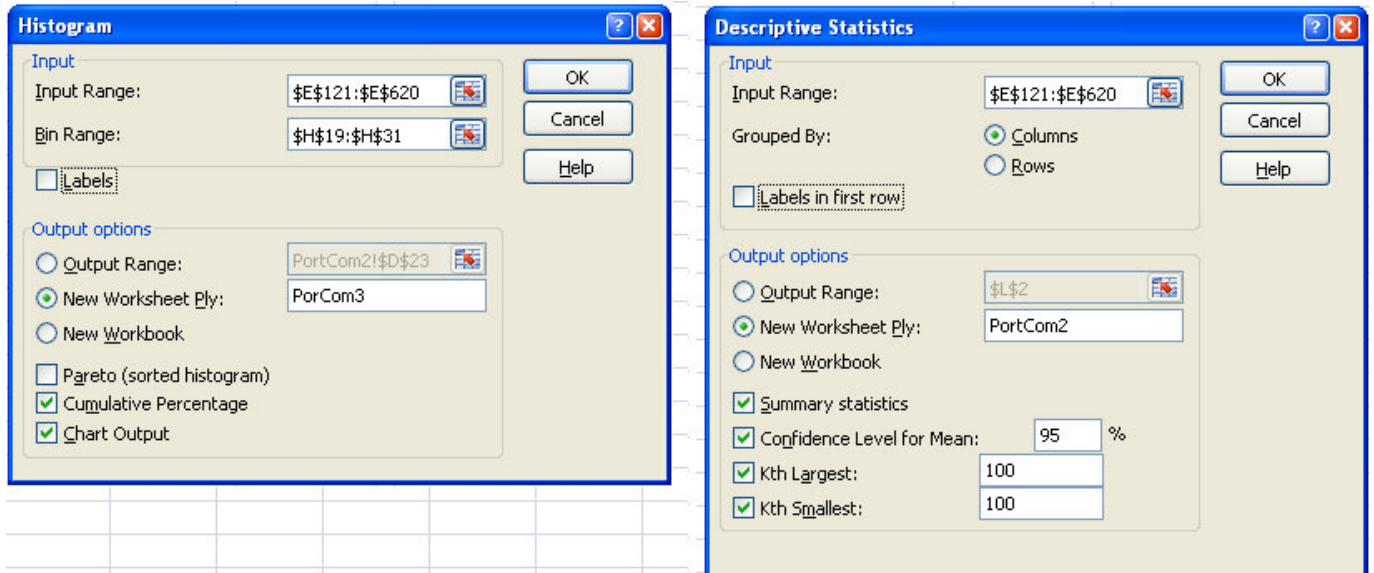 Histogram
Input
Input Range:
$E$121:$E$620
OK
Bin Range:
$H$19:$H$31
Cancel
Labels
Help
Output options
Output Range:
PortCom2!$D$23
New Worksheet Ply:
PorCom3
New Workbook
Pareto (sorted histogram)
Cumulative Percentage
Chart Output
Descriptive Statistics
Input
Input Range:
$E$121:$E$620
OK
Grouped By:
Columns
Cancel
Rows
Help
Labels in first row
Output options
Output Range:
$L$2
New Worksheet Ply:
PortCom2
New Workbook
Summary statistics
Confidence Level for Mean:
95
%
Kth Largest:
100
Kth Smallest:
100